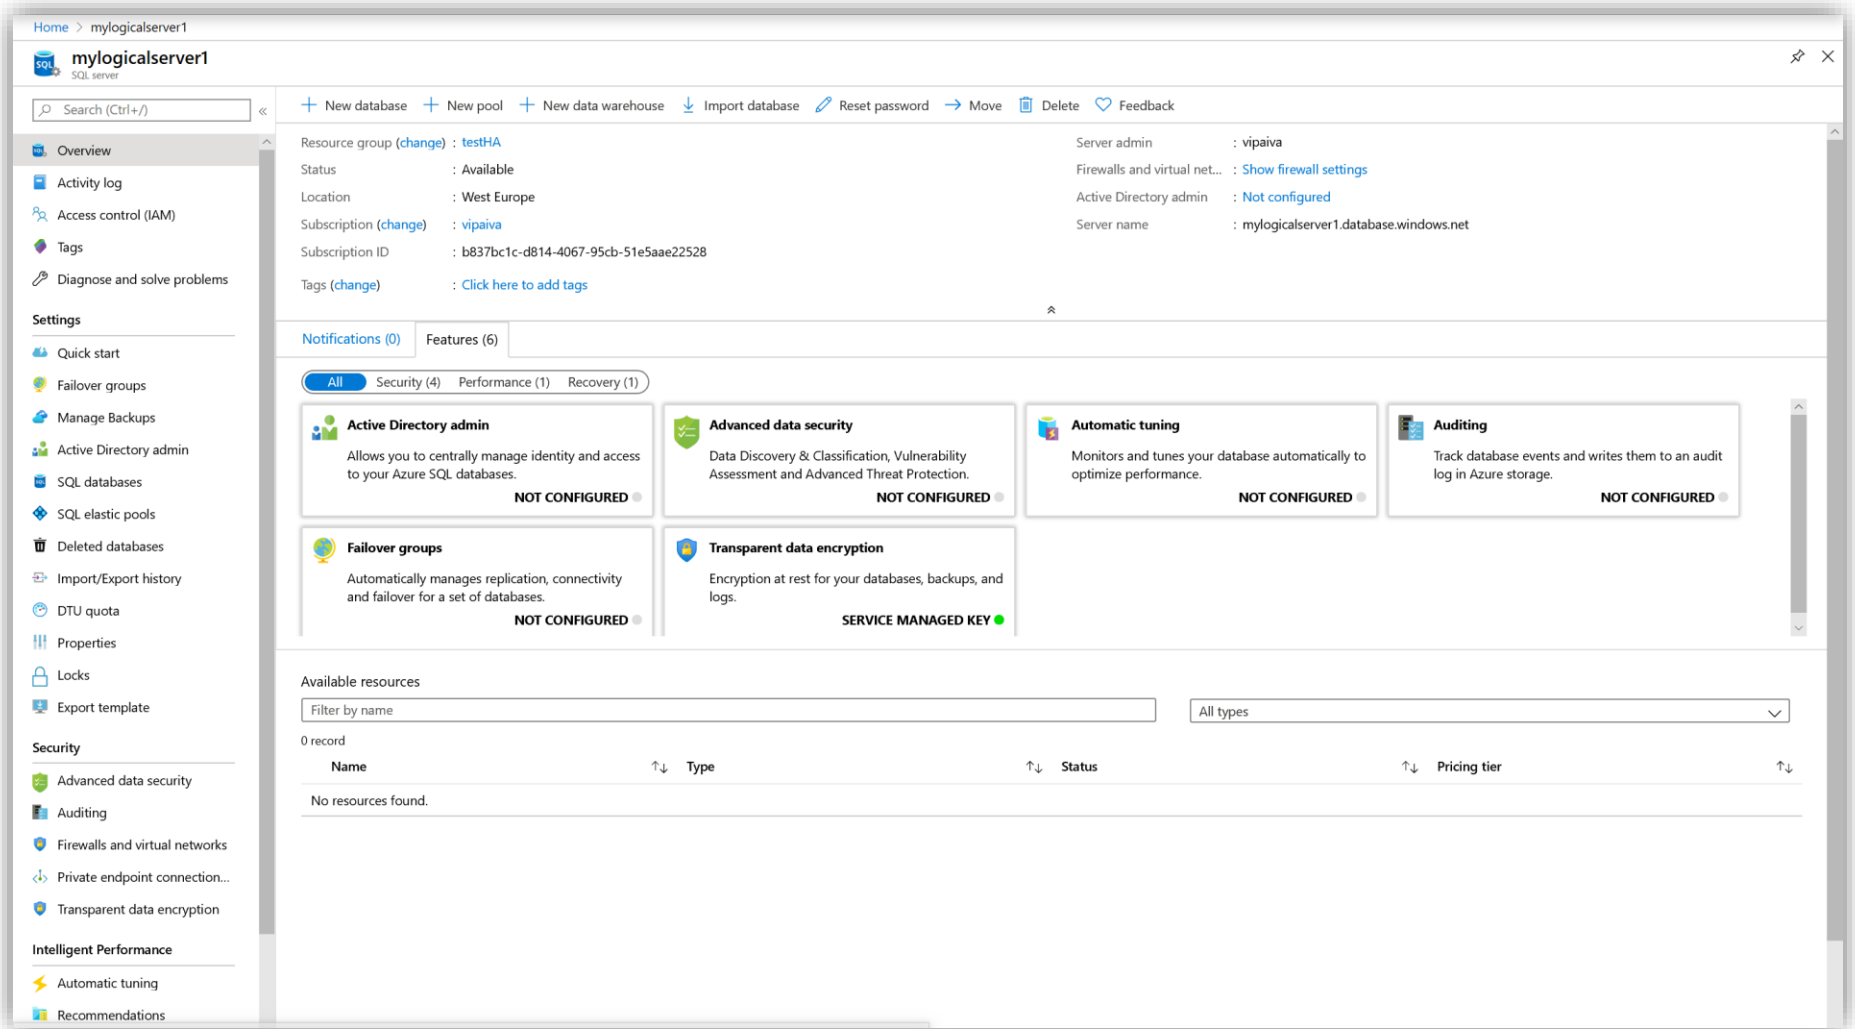 Home > mylogicalserver1
mylogicalserver1
SQL server
Search (Ctrl+/)
Overview
Activity log
Access control (IAM)
Tags
Diagnose and solve problems
Settings
Quick start
Failover groups
Manage Backups
Active Directory admin
SQL databases
SQL elastic pools
Deleted databases
Import/Export history
DTU quota
Properties
Locks
Export template
Security
Advanced data security
Auditing
Firewalls and virtual networks
Private endpoint connection...
Transparent data encryption
Intelligent Performance
Automatic tuning
Recommendations
New database New pool New data warehouse Import database Reset password Move Delete Feedback
Resource group (change) : testHA
Status : Available
Location : West Europe
Subscription (change) : vipaiva
Subscription ID : b837bc1c-d814-4067-95cb-51e5aae22528
Tags (change) : Click here to add tags
Server admin : vipaiva
Firewalls and virtual net... : Show firewall settings
Active Directory admin : Not configured
Server name : mylogicalserver1.database.windows.net
Notifications (0) Features (6)
All Security (4) Performance (1) Recovery (1)
Active Directory admin
Allows you to centrally manage identity and access
to your Azure SQL databases.
NOT CONFIGURED
Advanced data security
Data Discovery & Classification, Vulnerability
Assessment and Advanced Threat Protection.
NOT CONFIGURED
Automatic tuning
Monitors and tunes your database automatically to
optimize performance.
NOT CONFIGURED
Auditing
Track database events and writes them to an audit
log in Azure storage.
NOT CONFIGURED
Failover groups
Automatically manages replication, connectivity
and failover for a set of databases.
NOT CONFIGURED
Transparent data encryption
Encryption at rest for your databases, backups, and
logs.
SERVICE MANAGED KEY
Available resources
Filter by name
All types
0 record
Name Type Status Pricing tier
No resources found.